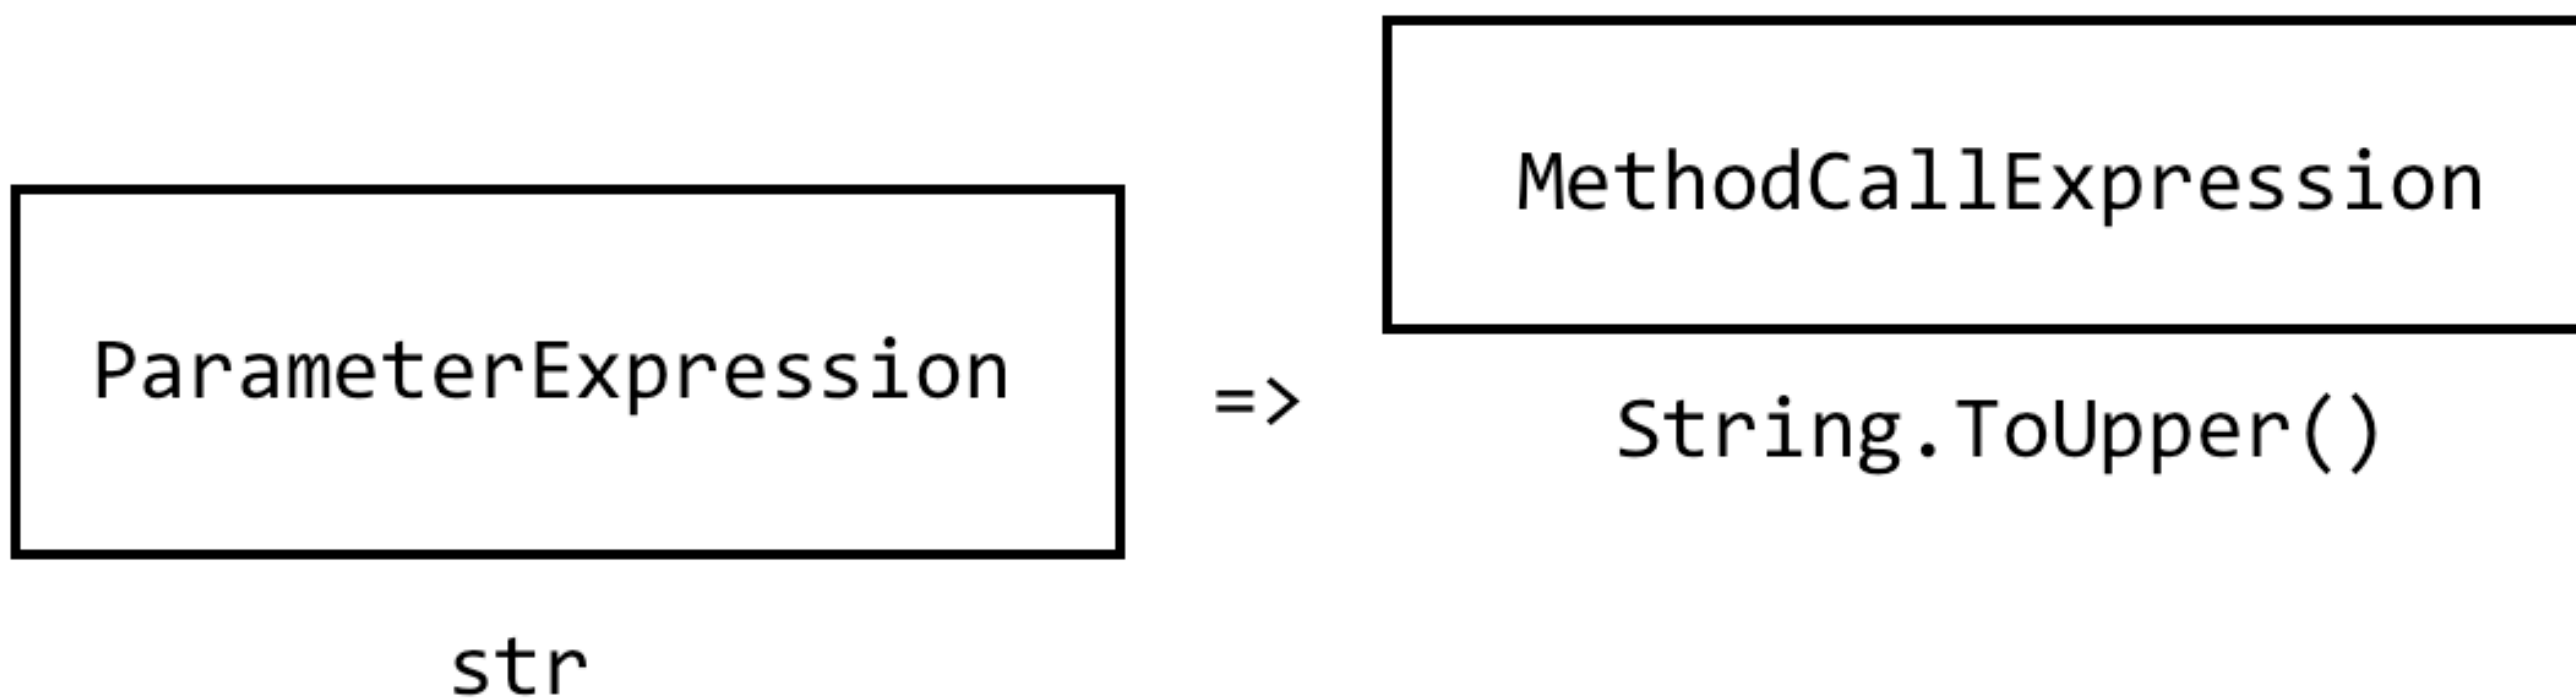 ParameterExpression
str
=>
MethodCallExpression
String.ToUpper()